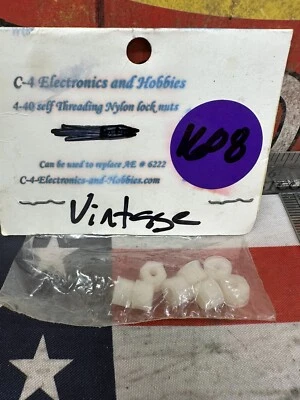 C-4 Electronics and Hobbies
4-40 self Threading Nylon lock nuts
1608
Can be used to replace AE # 6222
C-4-Electronics-and-Hobbies.com
Vintage